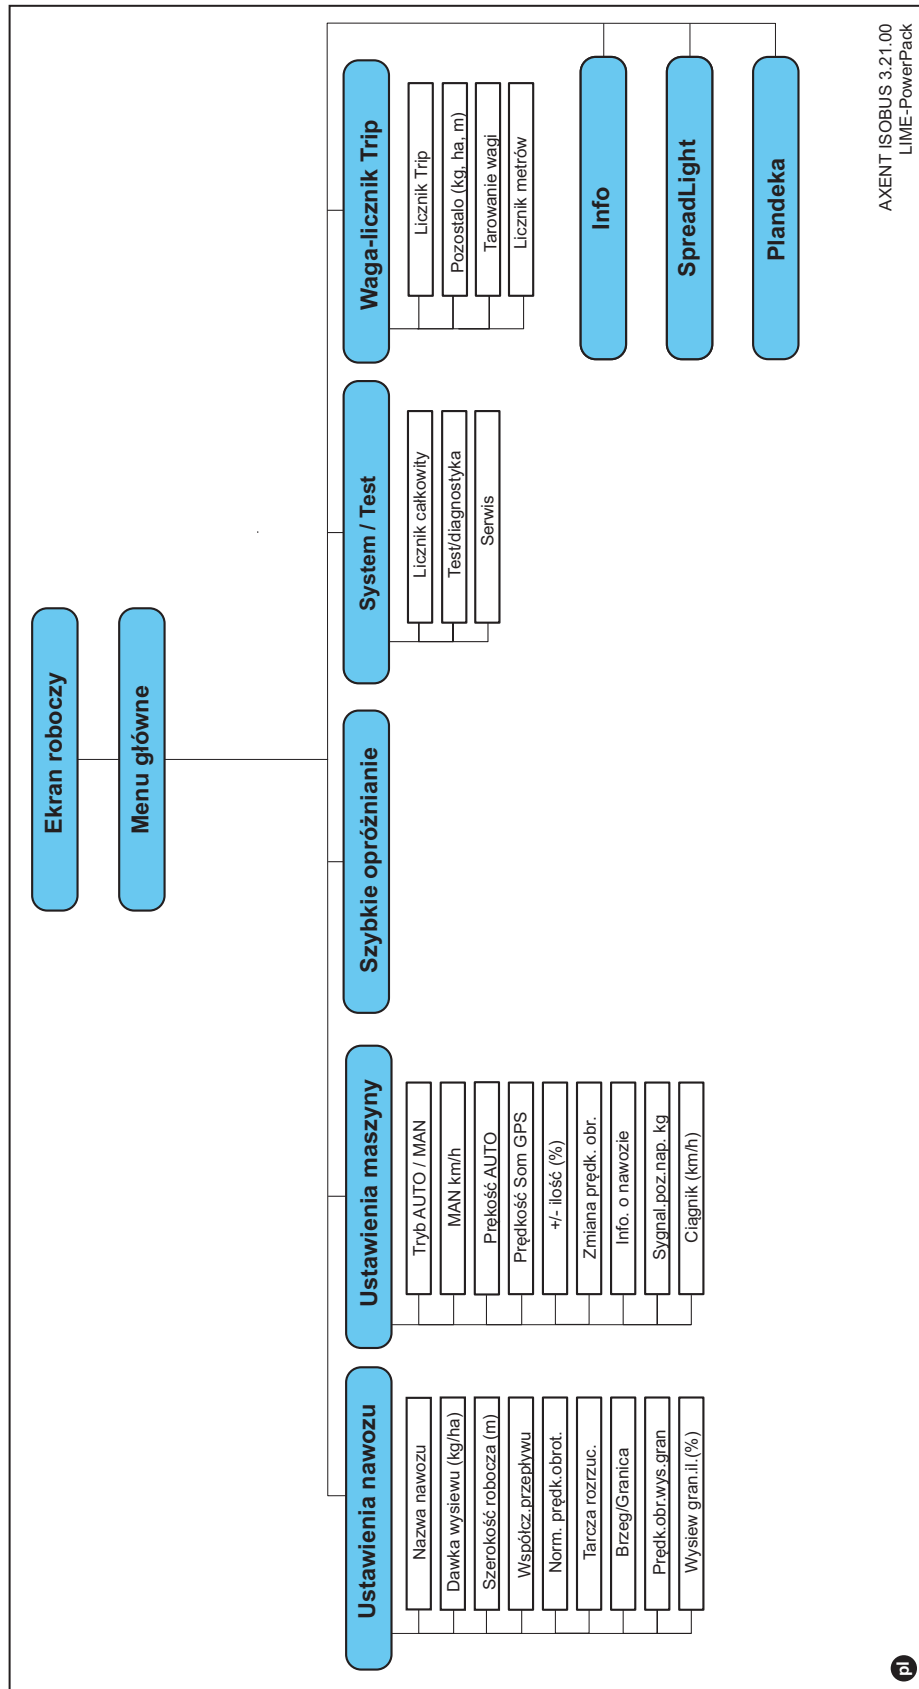 Ekran roboczy
Menu główne
Ustawienia nawozu
Nazwa nawozu
Dawka wysiewu (kg/ha)
Szerokość robocza (m)
Współcz.przepływu
Norm. prędk.obrot.
Tarcza rozrzuc.
Brzeg/Granica
Prędk.obr.wys.gran
Wysiew gran.il.(%)
Ustawienia maszyny
Tryb AUTO / MAN
MAN km/h
Prękość AUTO
Prędkość Som GPS
+/- ilość (%)
Zmiana prędk. obr.
Info. o nawozie
Sygnal.poz.nap. kg
Ciągnik (km/h)
Szybkie opróżnianie
System / Test
Licznik całkowity
Test/diagnostyka
Serwis
Waga-licznik Trip
Licznik Trip
Pozostalo (kg, ha, m)
Tarowanie wagi
Licznik metrów
Info
SpreadLight
Plandeka
AXENT ISOBUS 3.21.00
LIME-PowerPack
pl